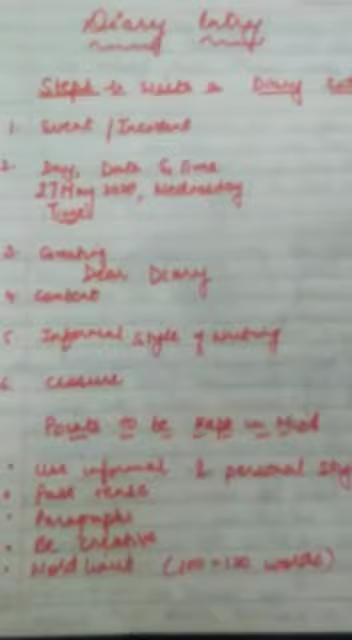 Diary Entry
Steps to write a Diary
1. Event / Incident
2. Day, Date & Time
27 May 2020, Wednesday
Time
3. Greeting
Dear Diary
4. Content
5. Informal style of writing
6. Closure
Points to be kept in Mind
• Use informal & personal
• Past tense
• Paragraphs
• Be creative
• Word limit (100-120 words)